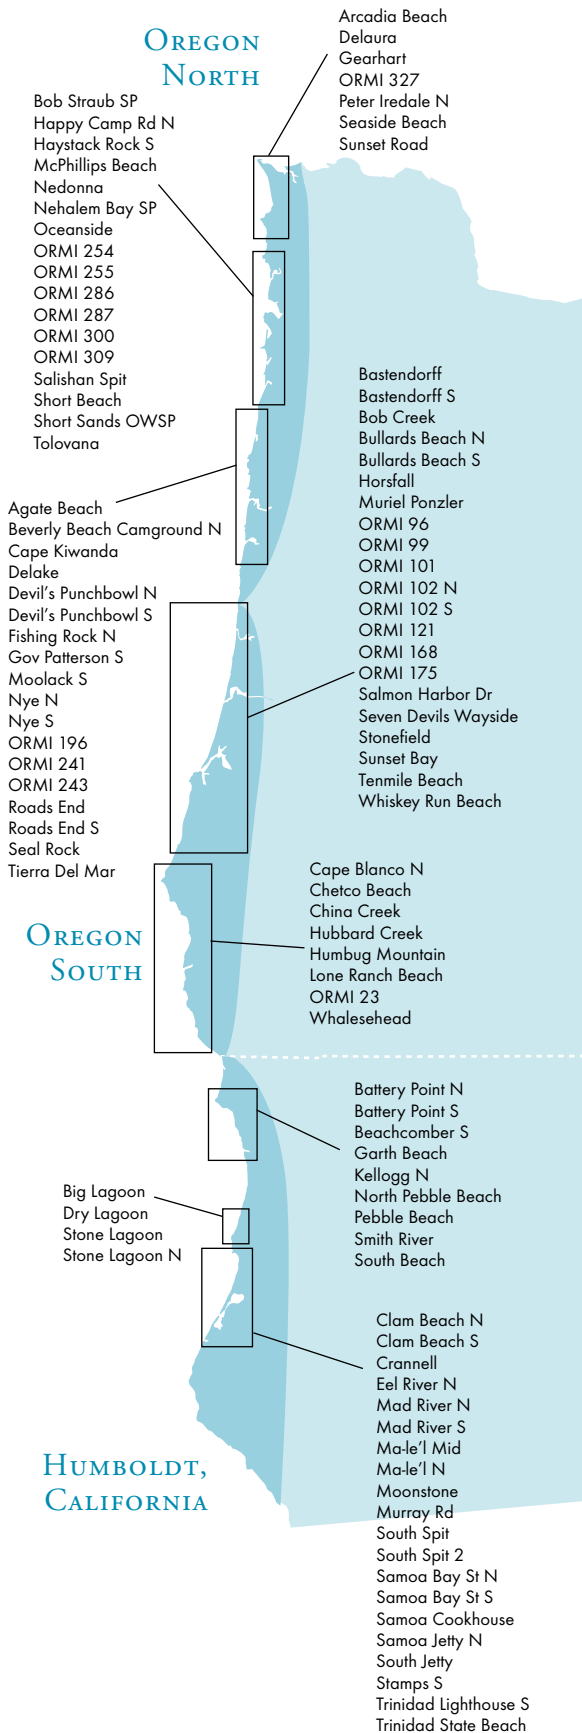 OREGON
NORTH
Arcadia Beach
Delaura
Gearhart
ORMI 327
Peter Iredale N
Seaside Beach
Sunset Road
Bob Straub SP
Happy Camp Rd N
Haystack Rock S
McPhillips Beach
Nedonna
Nehalem Bay SP
Oceanside
ORMI 254
ORMI 255
ORMI 286
ORMI 287
ORMI 300
ORMI 309
Salishan Spit
Short Beach
Short Sands OWSP
Tolovana
Agate Beach
Beverly Beach Camground N
Cape Kiwanda
Delake
Devil's Punchbowl N
Devil's Punchbowl S
Fishing Rock N
Gov Patterson S
Moolack S
Nye N
Nye S
ORMI 196
ORMI 241
ORMI 243
Roads End
Roads End S
Seal Rock
Tierra Del Mar
Bastendorff
Bastendorff S
Bob Creek
Bullards Beach N
Bullards Beach S
Horsfall
Muriel Ponzler
ORMI 96
ORMI 99
ORMI 101
ORMI 102 N
ORMI 102 S
ORMI 121
ORMI 168
ORMI 175
Salmon Harbor Dr
Seven Devils Wayside
Stonefield
Sunset Bay
Tenmile Beach
Whiskey Run Beach
OREGON
SOUTH
Cape Blanco N
Chetco Beach
China Creek
Hubbard Creek
Humbug Mountain
Lone Ranch Beach
ORMI 23
Whalesehead
Battery Point N
Battery Point S
Beachcomber S
Garth Beach
Kellogg N
North Pebble Beach
Pebble Beach
Smith River
South Beach
Big Lagoon
Dry Lagoon
Stone Lagoon
Stone Lagoon N
HUMBOLDT,
CALIFORNIA
Clam Beach N
Clam Beach S
Crannell
Eel River N
Mad River N
Mad River S
Ma-le'l Mid
Ma-le'l N
Moonstone
Murray Rd
South Spit
South Spit 2
Samoa Bay St N
Samoa Bay St S
Samoa Cookhouse
Samoa Jetty N
South Jetty
Stamps S
Trinidad Lighthouse S
Trinidad State Beach